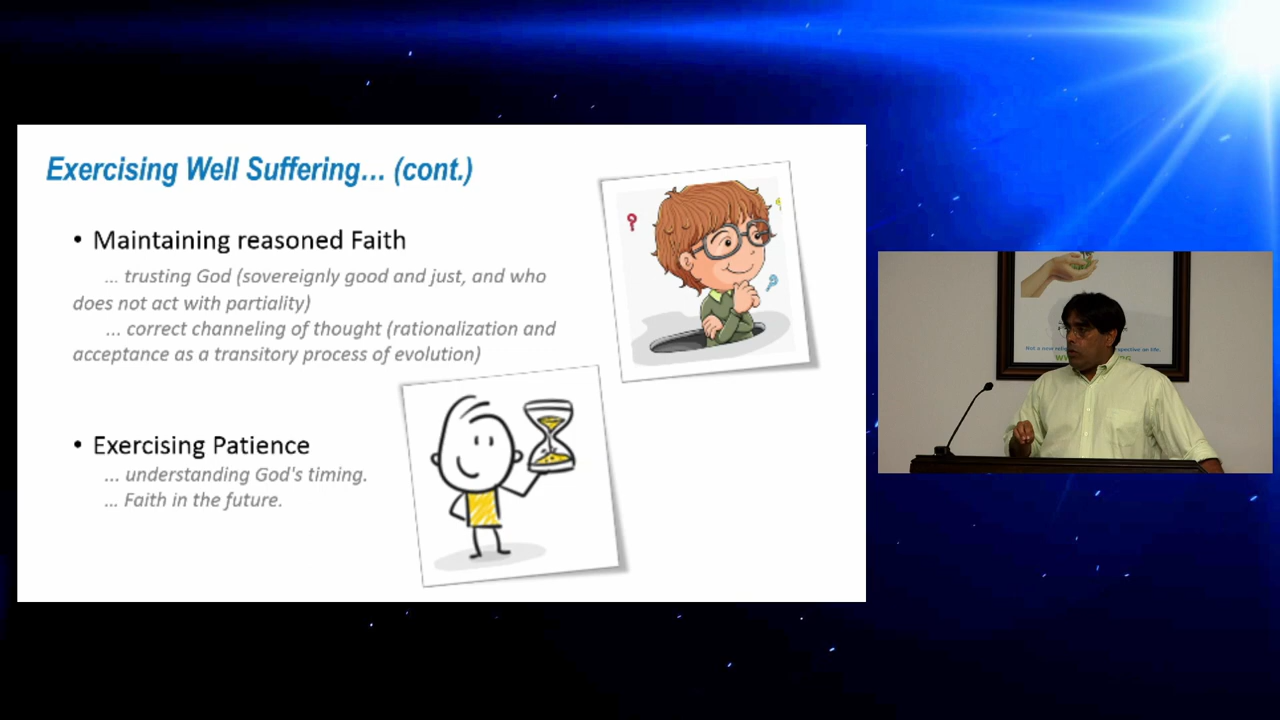 Exercising Well Suffering... (cont.)
• Maintaining reasoned Faith
... trusting God (sovereignly good and just, and who
does not act with partiality)
... correct channeling of thought (rationalization and
acceptance as a transitory process of evolution)
• Exercising Patience
... understanding God's timing.
... Faith in the future.